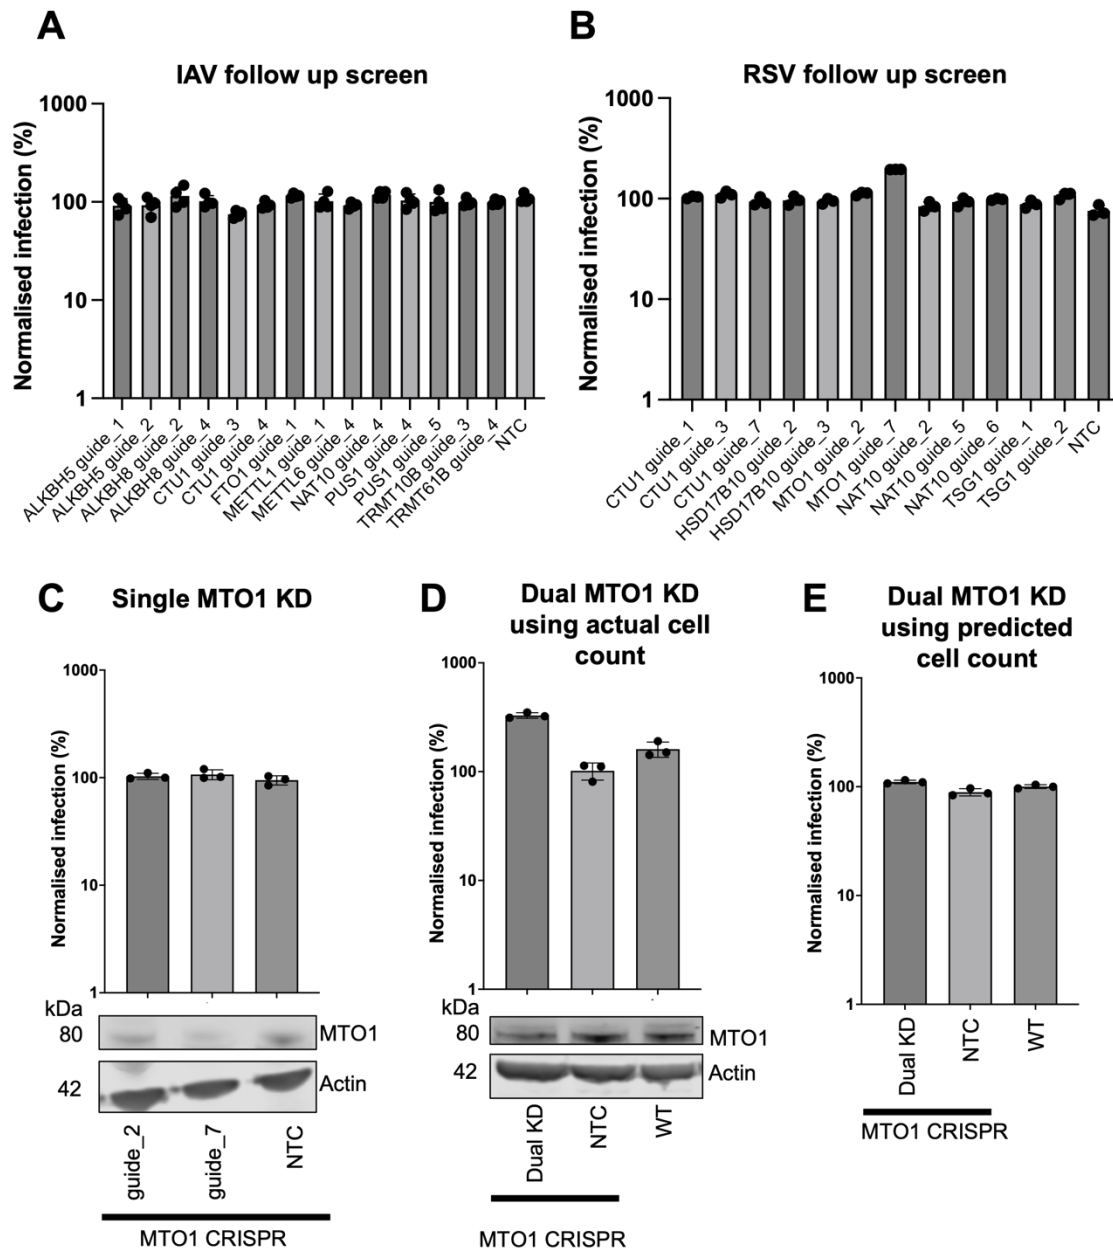 A
IAV follow up screen
Normalised infection (%)
1000
100
10
1
ALKBH5 guide_1
ALKBH5 guide_2
ALKBH8 guide_2
ALKBH8 guide_4
CTU1 guide_3
CTU1 guide_4
FTO1 guide_1
METTL1 guide_1
METTL6 guide_4
NAT10 guide_4
PUS1 guide_4
PUS1 guide_5
TRMT10B guide_3
TRMT61B guide_4
NTC
B
RSV follow up screen
Normalised infection (%)
1000
100
10
1
CTU1 guide_1
CTU1 guide_3
CTU1 guide_7
HSD17B10 guide_2
HSD17B10 guide_3
MTO1 guide_2
MTO1 guide_7
NAT10 guide_2
NAT10 guide_5
NAT10 guide_6
TSG1 guide_1
TSG1 guide_2
NTC
C
Single MTO1 KD
Normalised infection (%)
1000
100
10
1
kDa
80
MTO1
42
Actin
guide_2
guide_7
NTC
MTO1 CRISPR
D
Dual MTO1 KD
using actual cell
count
Normalised infection (%)
1000
100
10
1
kDa
80
MTO1
42
Actin
Dual KD
NTC
WT
MTO1 CRISPR
E
Dual MTO1 KD
using predicted
cell count
Normalised infection (%)
1000
100
10
1
Dual KD
NTC
WT
MTO1 CRISPR